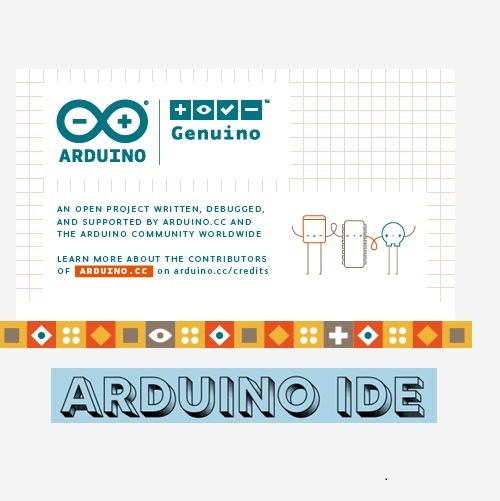 ARDUINO
Genuino
AN OPEN PROJECT WRITTEN, DEBUGGED,
AND SUPPORTED BY ARDUINO.CC AND
THE ARDUINO COMMUNITY WORLDWIDE
LEARN MORE ABOUT THE CONTRIBUTORS
OF ARDUINO.CC on arduino.cc/credits
ARDUINO IDE